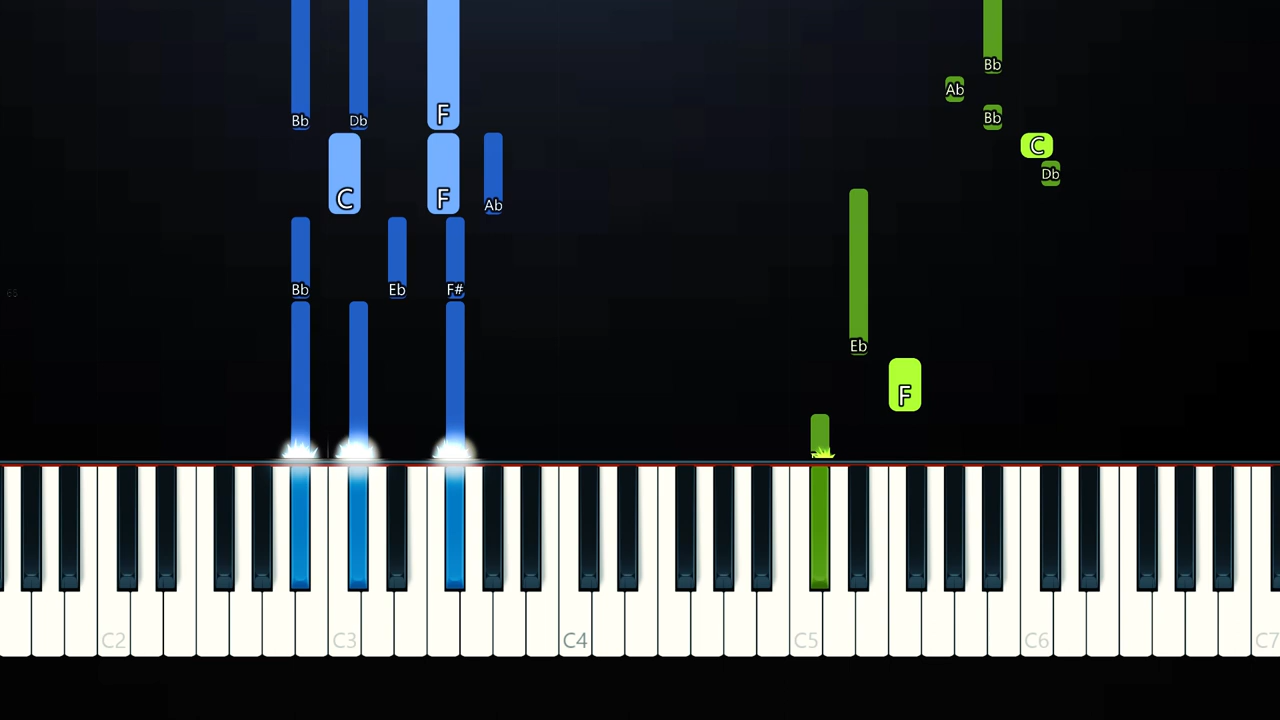 Bb
Ab
F
Bb
Bb Db
C
Db
C F Ab
Bb Eb F#
Eb
F
C2 C3 C4 C5 C6 C7